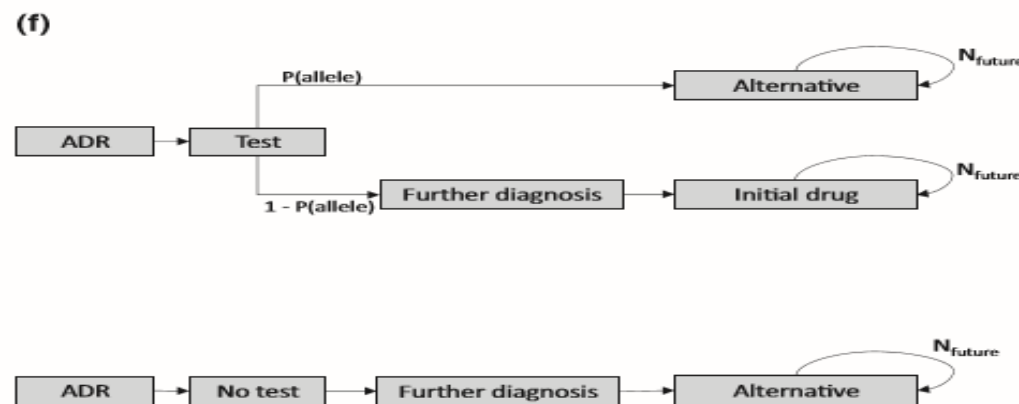 (f)
P(allele)
N_future
Alternative
ADR
Test
N_future
1 - P(allele)
Further diagnosis
Initial drug
N_future
ADR
No test
Further diagnosis
Alternative